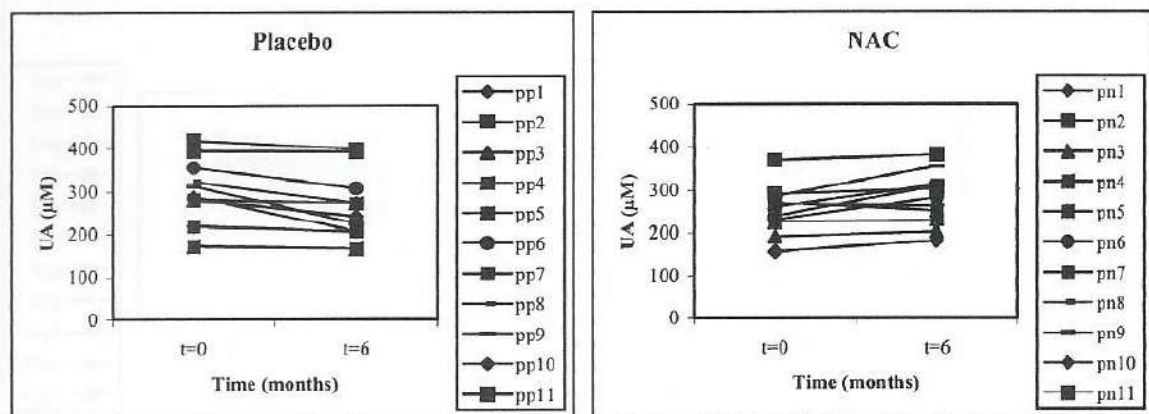 Placebo
UA (µM)
500
400
300
200
100
0
t=0
t=6
Time (months)
pp1
pp2
pp3
pp4
pp5
pp6
pp7
pp8
pp9
pp10
pp11
NAC
UA (µM)
500
400
300
200
100
0
t=0
t=6
Time (months)
pn1
pn2
pn3
pn4
pn5
pn6
pn7
pn8
pn9
pn10
pn11